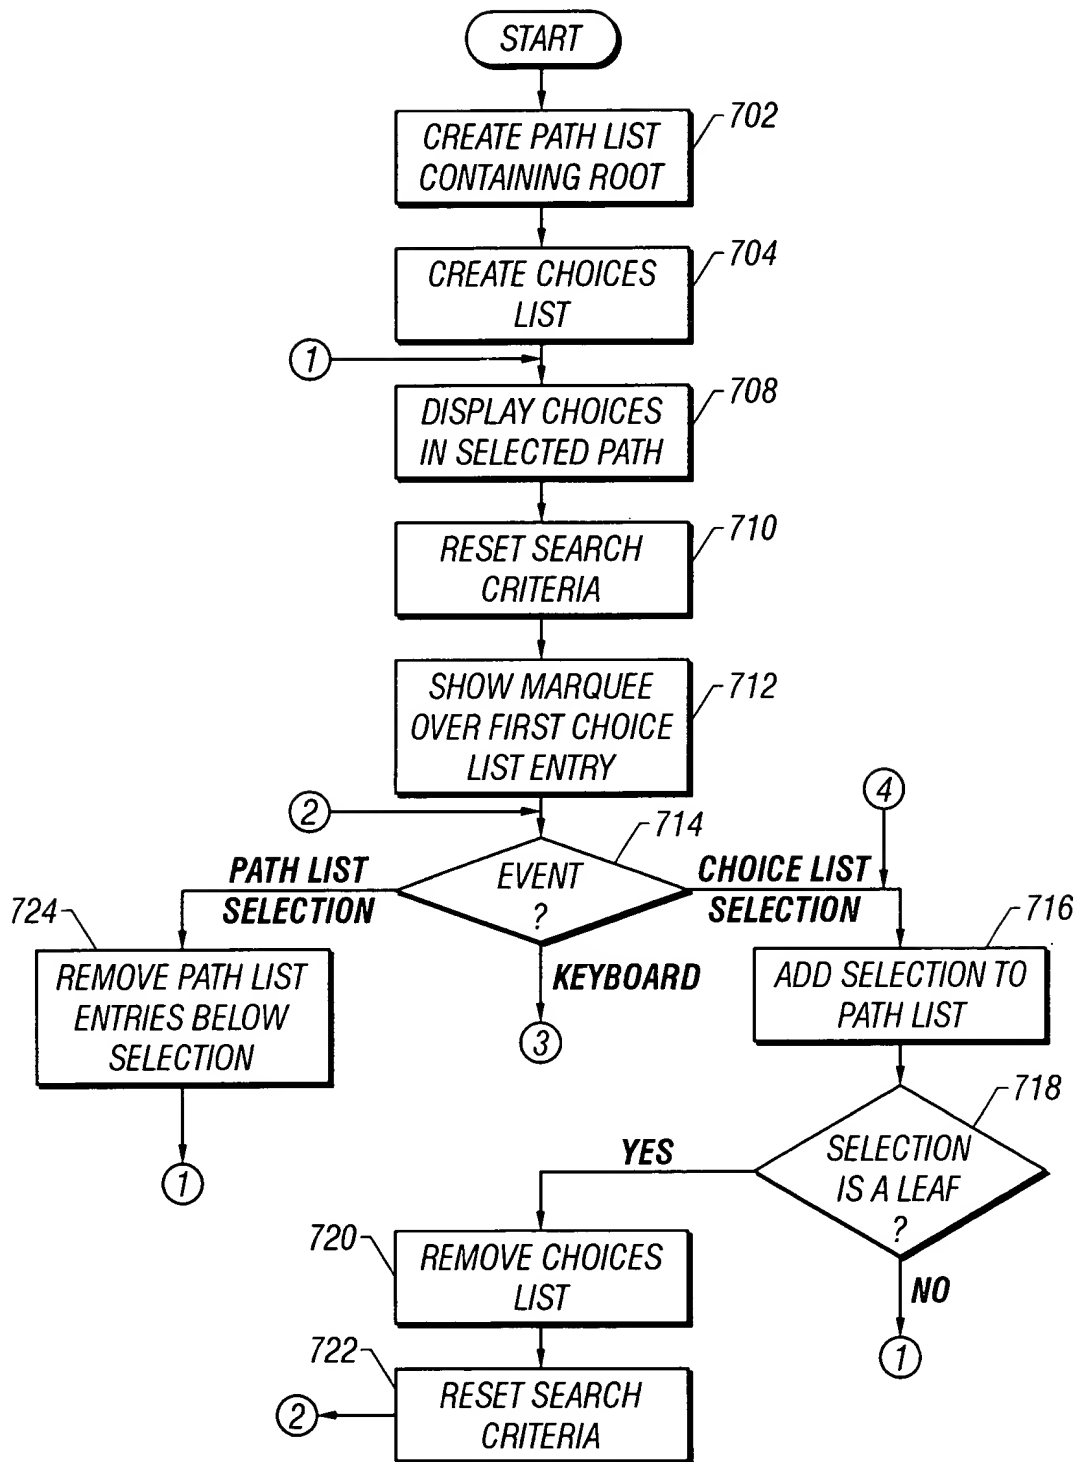 START
702
CREATE PATH LIST
CONTAINING ROOT
704
CREATE CHOICES
LIST
1
708
DISPLAY CHOICES
IN SELECTED PATH
710
RESET SEARCH
CRITERIA
712
SHOW MARQUEE
OVER FIRST CHOICE
LIST ENTRY
2
4
714
EVENT
?
PATH LIST
SELECTION
CHOICE LIST
SELECTION
KEYBOARD
3
724
REMOVE PATH LIST
ENTRIES BELOW
SELECTION
1
716
ADD SELECTION TO
PATH LIST
718
SELECTION
IS A LEAF
?
YES
NO
1
720
REMOVE CHOICES
LIST
722
RESET SEARCH
CRITERIA
2